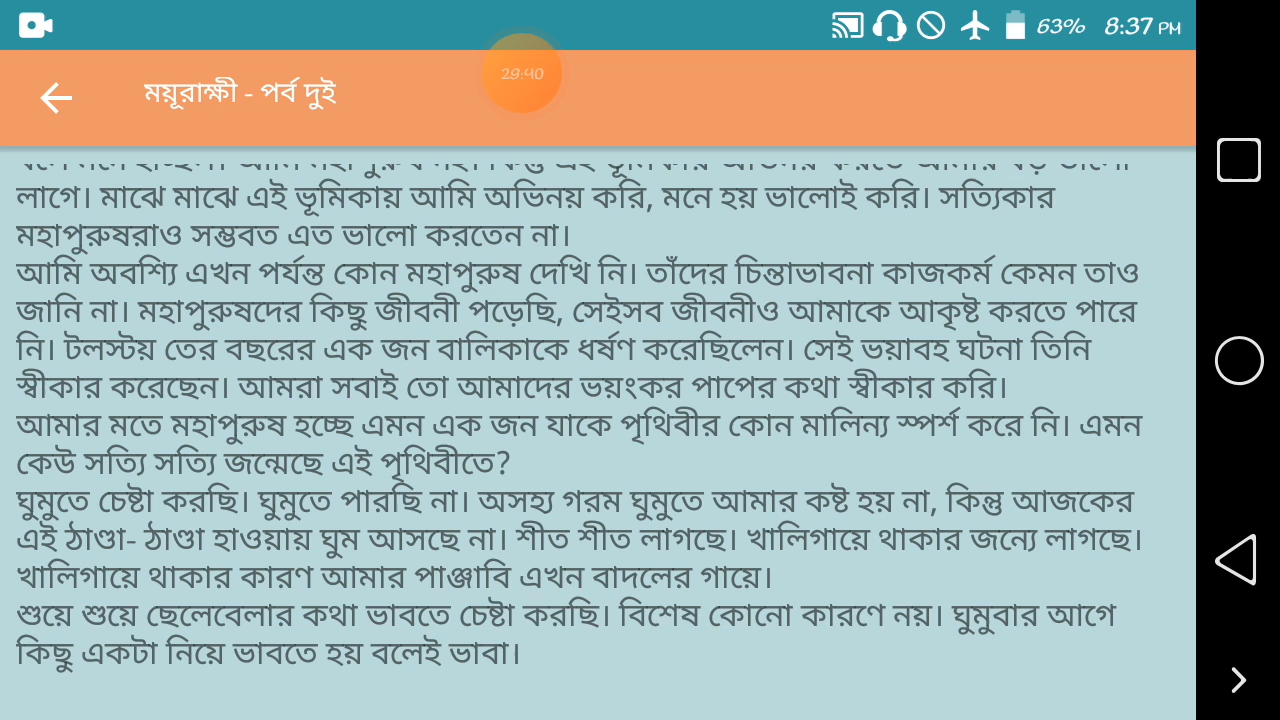 63% 8:37 PM
29:40
ময়ূরাক্ষী - পর্ব দুই
লাগে। মাঝে মাঝে এই ভূমিকায় আমি অভিনয় করি, মনে হয় ভালোই করি। সত্যিকার
মহাপুরুষরাও সম্ভবত এত ভালো করতেন না।
আমি অবশ্যি এখন পর্যন্ত কোন মহাপুরুষ দেখি নি। তাঁদের চিন্তাভাবনা কাজকর্ম কেমন তাও
জানি না। মহাপুরুষদের কিছু জীবনী পড়েছি, সেইসব জীবনীও আমাকে আকৃষ্ট করতে পারে
নি। টলস্টয় তের বছরের এক জন বালিকাকে ধর্ষণ করেছিলেন। সেই ভয়াবহ ঘটনা তিনি
স্বীকার করেছেন। আমরা সবাই তো আমাদের ভয়ংকর পাপের কথা স্বীকার করি।
আমার মতে মহাপুরুষ হচ্ছে এমন এক জন যাকে পৃথিবীর কোন মালিন্য স্পর্শ করে নি। এমন
কেউ সত্যি সত্যি জন্মেছে এই পৃথিবীতে?
ঘুমুতে চেষ্টা করছি। ঘুমুতে পারছি না। অসহ্য গরম ঘুমুতে আমার কষ্ট হয় না, কিন্তু আজকের
এই ঠাণ্ডা- ঠাণ্ডা হাওয়ায় ঘুম আসছে না। শীত শীত লাগছে। খালিগায়ে থাকার জন্যে লাগছে।
খালিগায়ে থাকার কারণ আমার পাঞ্জাবি এখন বাদলের গায়ে।
শুয়ে শুয়ে ছেলেবেলার কথা ভাবতে চেষ্টা করছি। বিশেষ কোনো কারণে নয়। ঘুমুবার আগে
কিছু একটা নিয়ে ভাবতে হয় বলেই ভাবা।